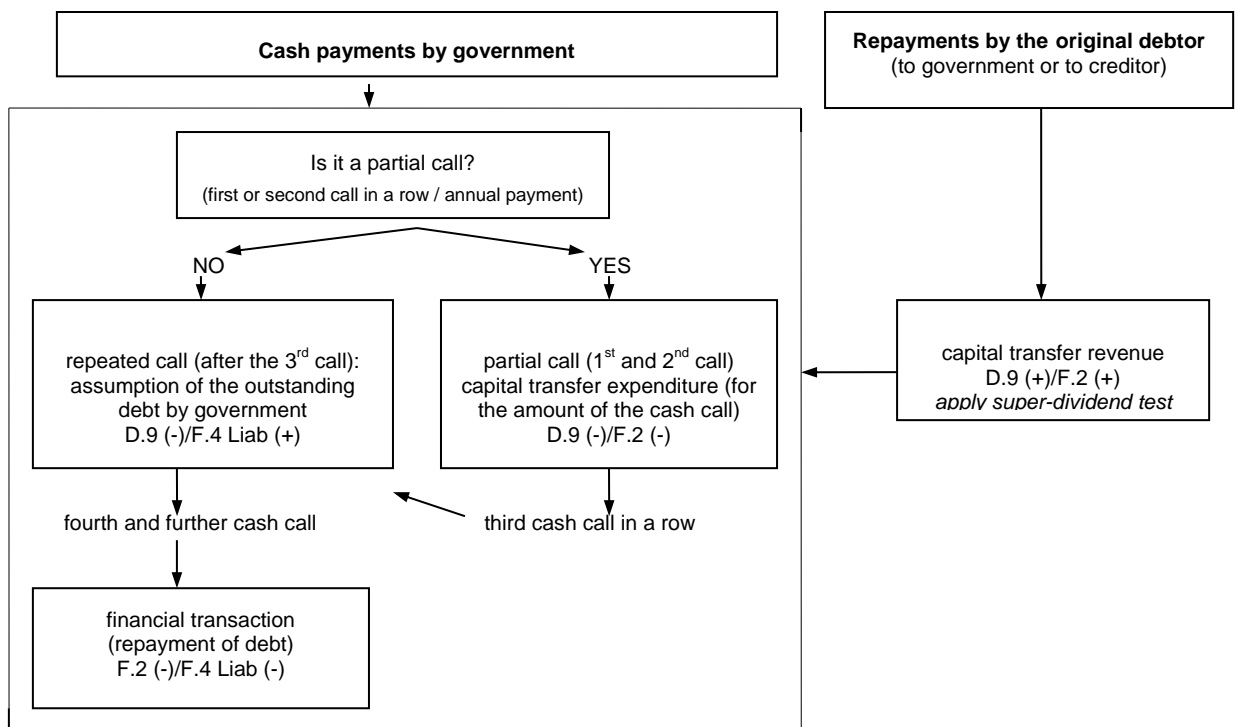 Cash payments by government
Repayments by the original debtor
(to government or to creditor)
Is it a partial call?
(first or second call in a row / annual payment)
NO
YES
repeated call (after the 3rd call):
assumption of the outstanding
debt by government
D.9 (-)/F.4 Liab (+)
partial call (1st and 2nd call)
capital transfer expenditure (for
the amount of the cash call)
D.9 (-)/F.2 (-)
capital transfer revenue
D.9 (+)/F.2 (+)
apply super-dividend test
fourth and further cash call
third cash call in a row
financial transaction
(repayment of debt)
F.2 (-)/F.4 Liab (-)